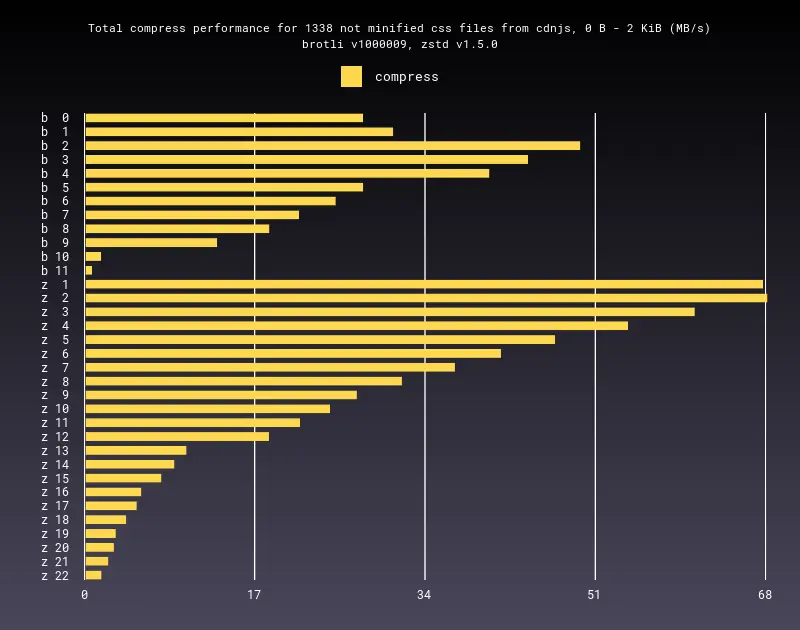 Total compress performance for 1338 not minified css files from cdnjs, 0 B - 2 KiB (MB/s)
brotli v1000009, zstd v1.5.0
compress
b 0
b 1
b 2
b 3
b 4
b 5
b 6
b 7
b 8
b 9
b 10
b 11
z 1
z 2
z 3
z 4
z 5
z 6
z 7
z 8
z 9
z 10
z 11
z 12
z 13
z 14
z 15
z 16
z 17
z 18
z 19
z 20
z 21
z 22
0 17 34 51 68